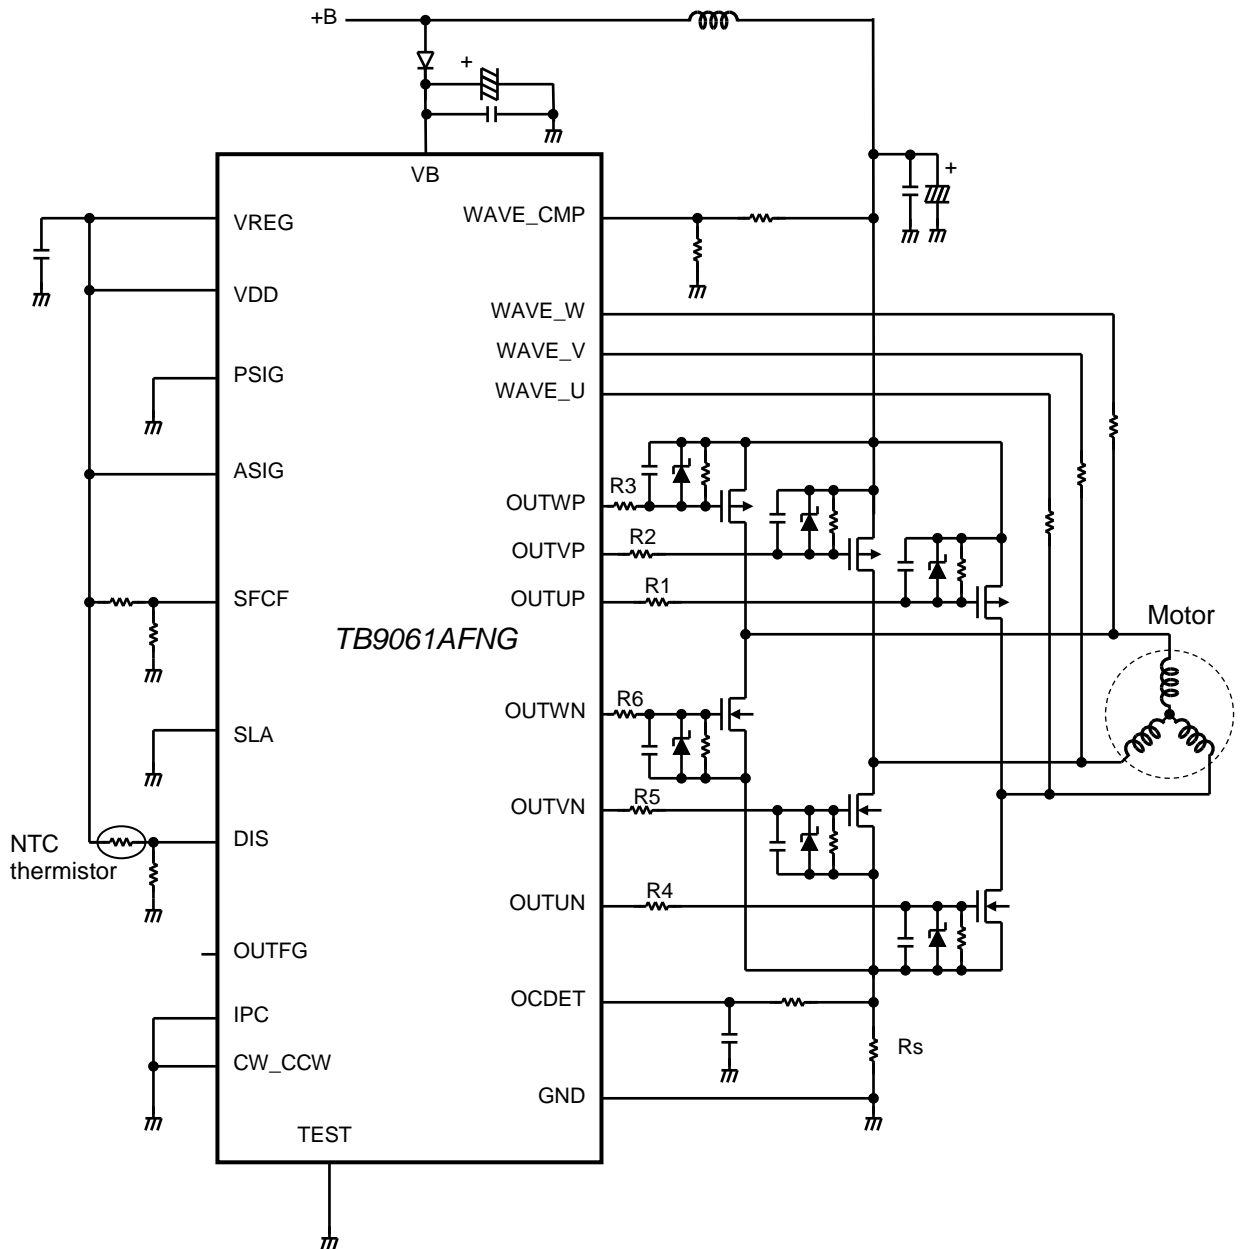 +B
+
VB
+
VREG
WAVE_CMP
VDD
WAVE_W
WAVE_V
PSIG
WAVE_U
ASIG
R3
OUTWP
R2
OUTVP
R1
SFCF
OUTUP
Motor
TB9061AFNG
R6
OUTWN
SLA
R5
OUTVN
NTC
thermistor
DIS
R4
OUTUN
OUTFG
OCDET
IPC
Rs
CW_CCW
GND
TEST